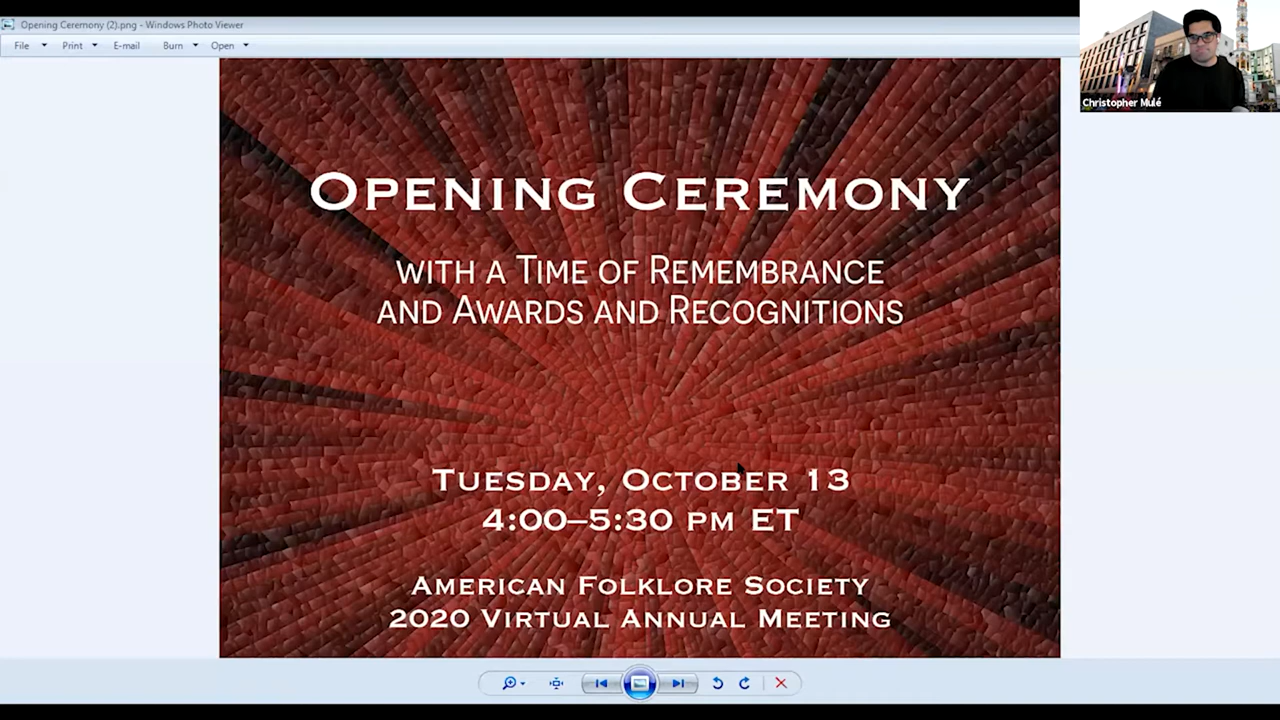 Opening Ceremony (2).png - Windows Photo Viewer
File Print E-mail Burn Open
Christopher Mulé
OPENING CEREMONY
WITH A TIME OF REMEMBRANCE
AND AWARDS AND RECOGNITIONS
TUESDAY, OCTOBER 13
4:00–5:30 PM ET
AMERICAN FOLKLORE SOCIETY
2020 VIRTUAL ANNUAL MEETING